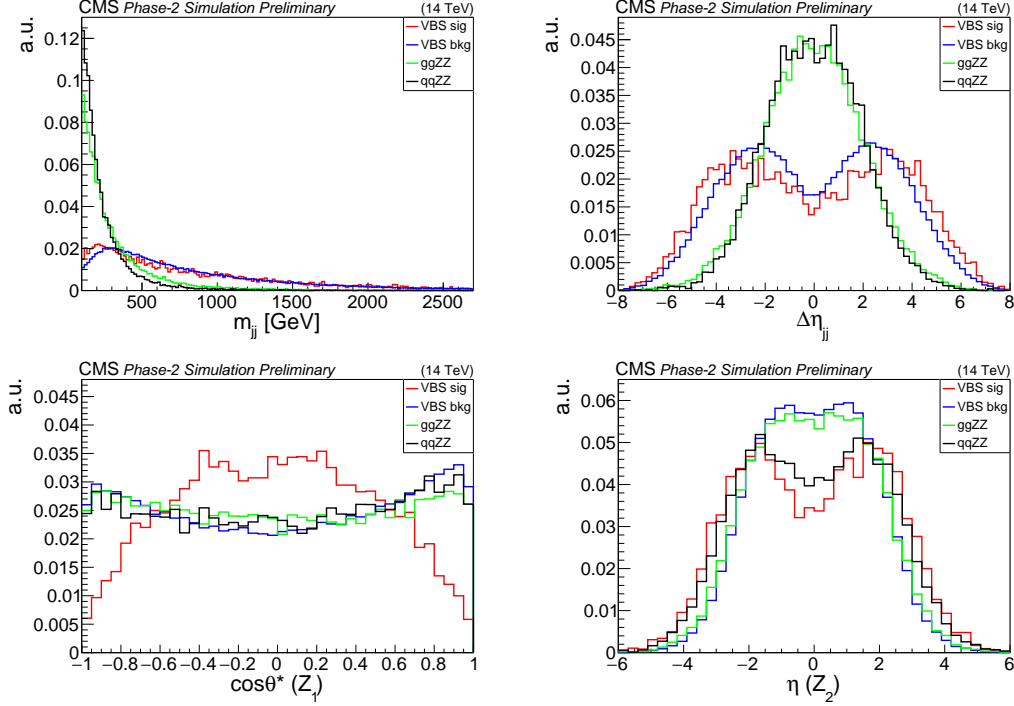 CMS Phase-2 Simulation Preliminary (14 TeV)
a.u.
VBS sig
VBS bkg
ggZZ
qqZZ
0.12
0.1
0.08
0.06
0.04
0.02
0
500 1000 1500 2000 2500
m_jj [GeV]
CMS Phase-2 Simulation Preliminary (14 TeV)
a.u.
VBS sig
VBS bkg
ggZZ
qqZZ
0.045
0.04
0.035
0.03
0.025
0.02
0.015
0.01
0.005
0
−8 −6 −4 −2 0 2 4 6 8
Δη_jj
CMS Phase-2 Simulation Preliminary (14 TeV)
a.u.
VBS sig
VBS bkg
ggZZ
qqZZ
0.045
0.04
0.035
0.03
0.025
0.02
0.015
0.01
0.005
0
−1 −0.8 −0.6 −0.4 −0.2 0 0.2 0.4 0.6 0.8 1
cosθ* (Z_1)
CMS Phase-2 Simulation Preliminary (14 TeV)
a.u.
VBS sig
VBS bkg
ggZZ
qqZZ
0.06
0.05
0.04
0.03
0.02
0.01
0
−6 −4 −2 0 2 4 6
η (Z_2)